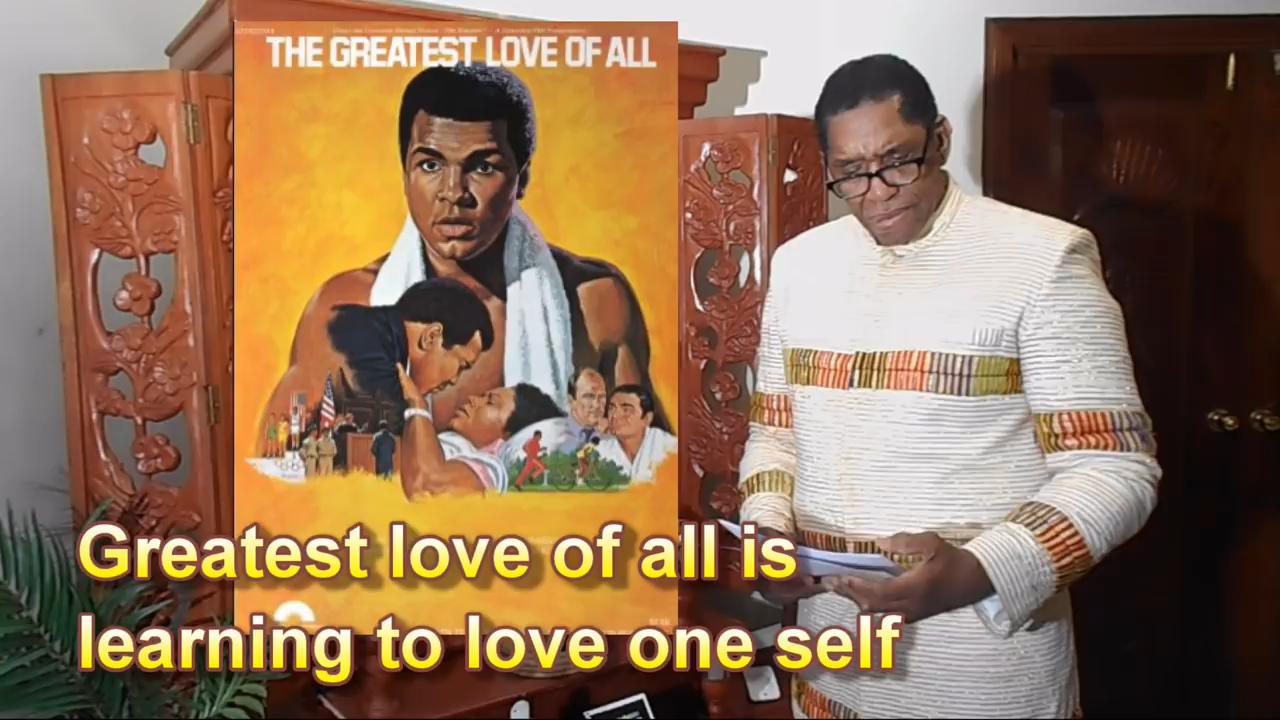 THE GREATEST LOVE OF ALL
Greatest love of all is
learning to love one self